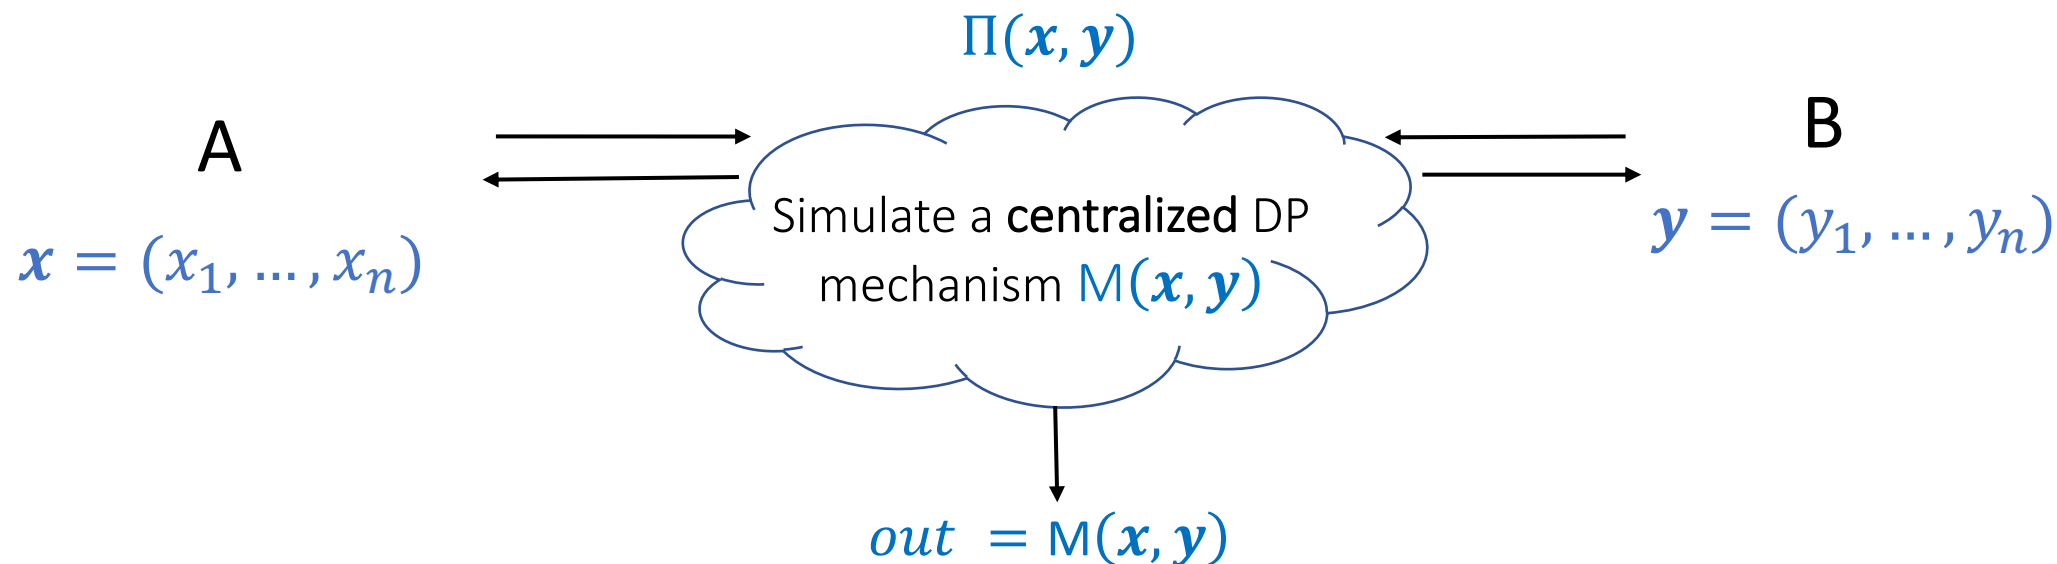 Π(x, y)
A
B
x = (x₁, … , xₙ)
y = (y₁, … , yₙ)
Simulate a centralized DP
mechanism M(x, y)
out = M(x, y)